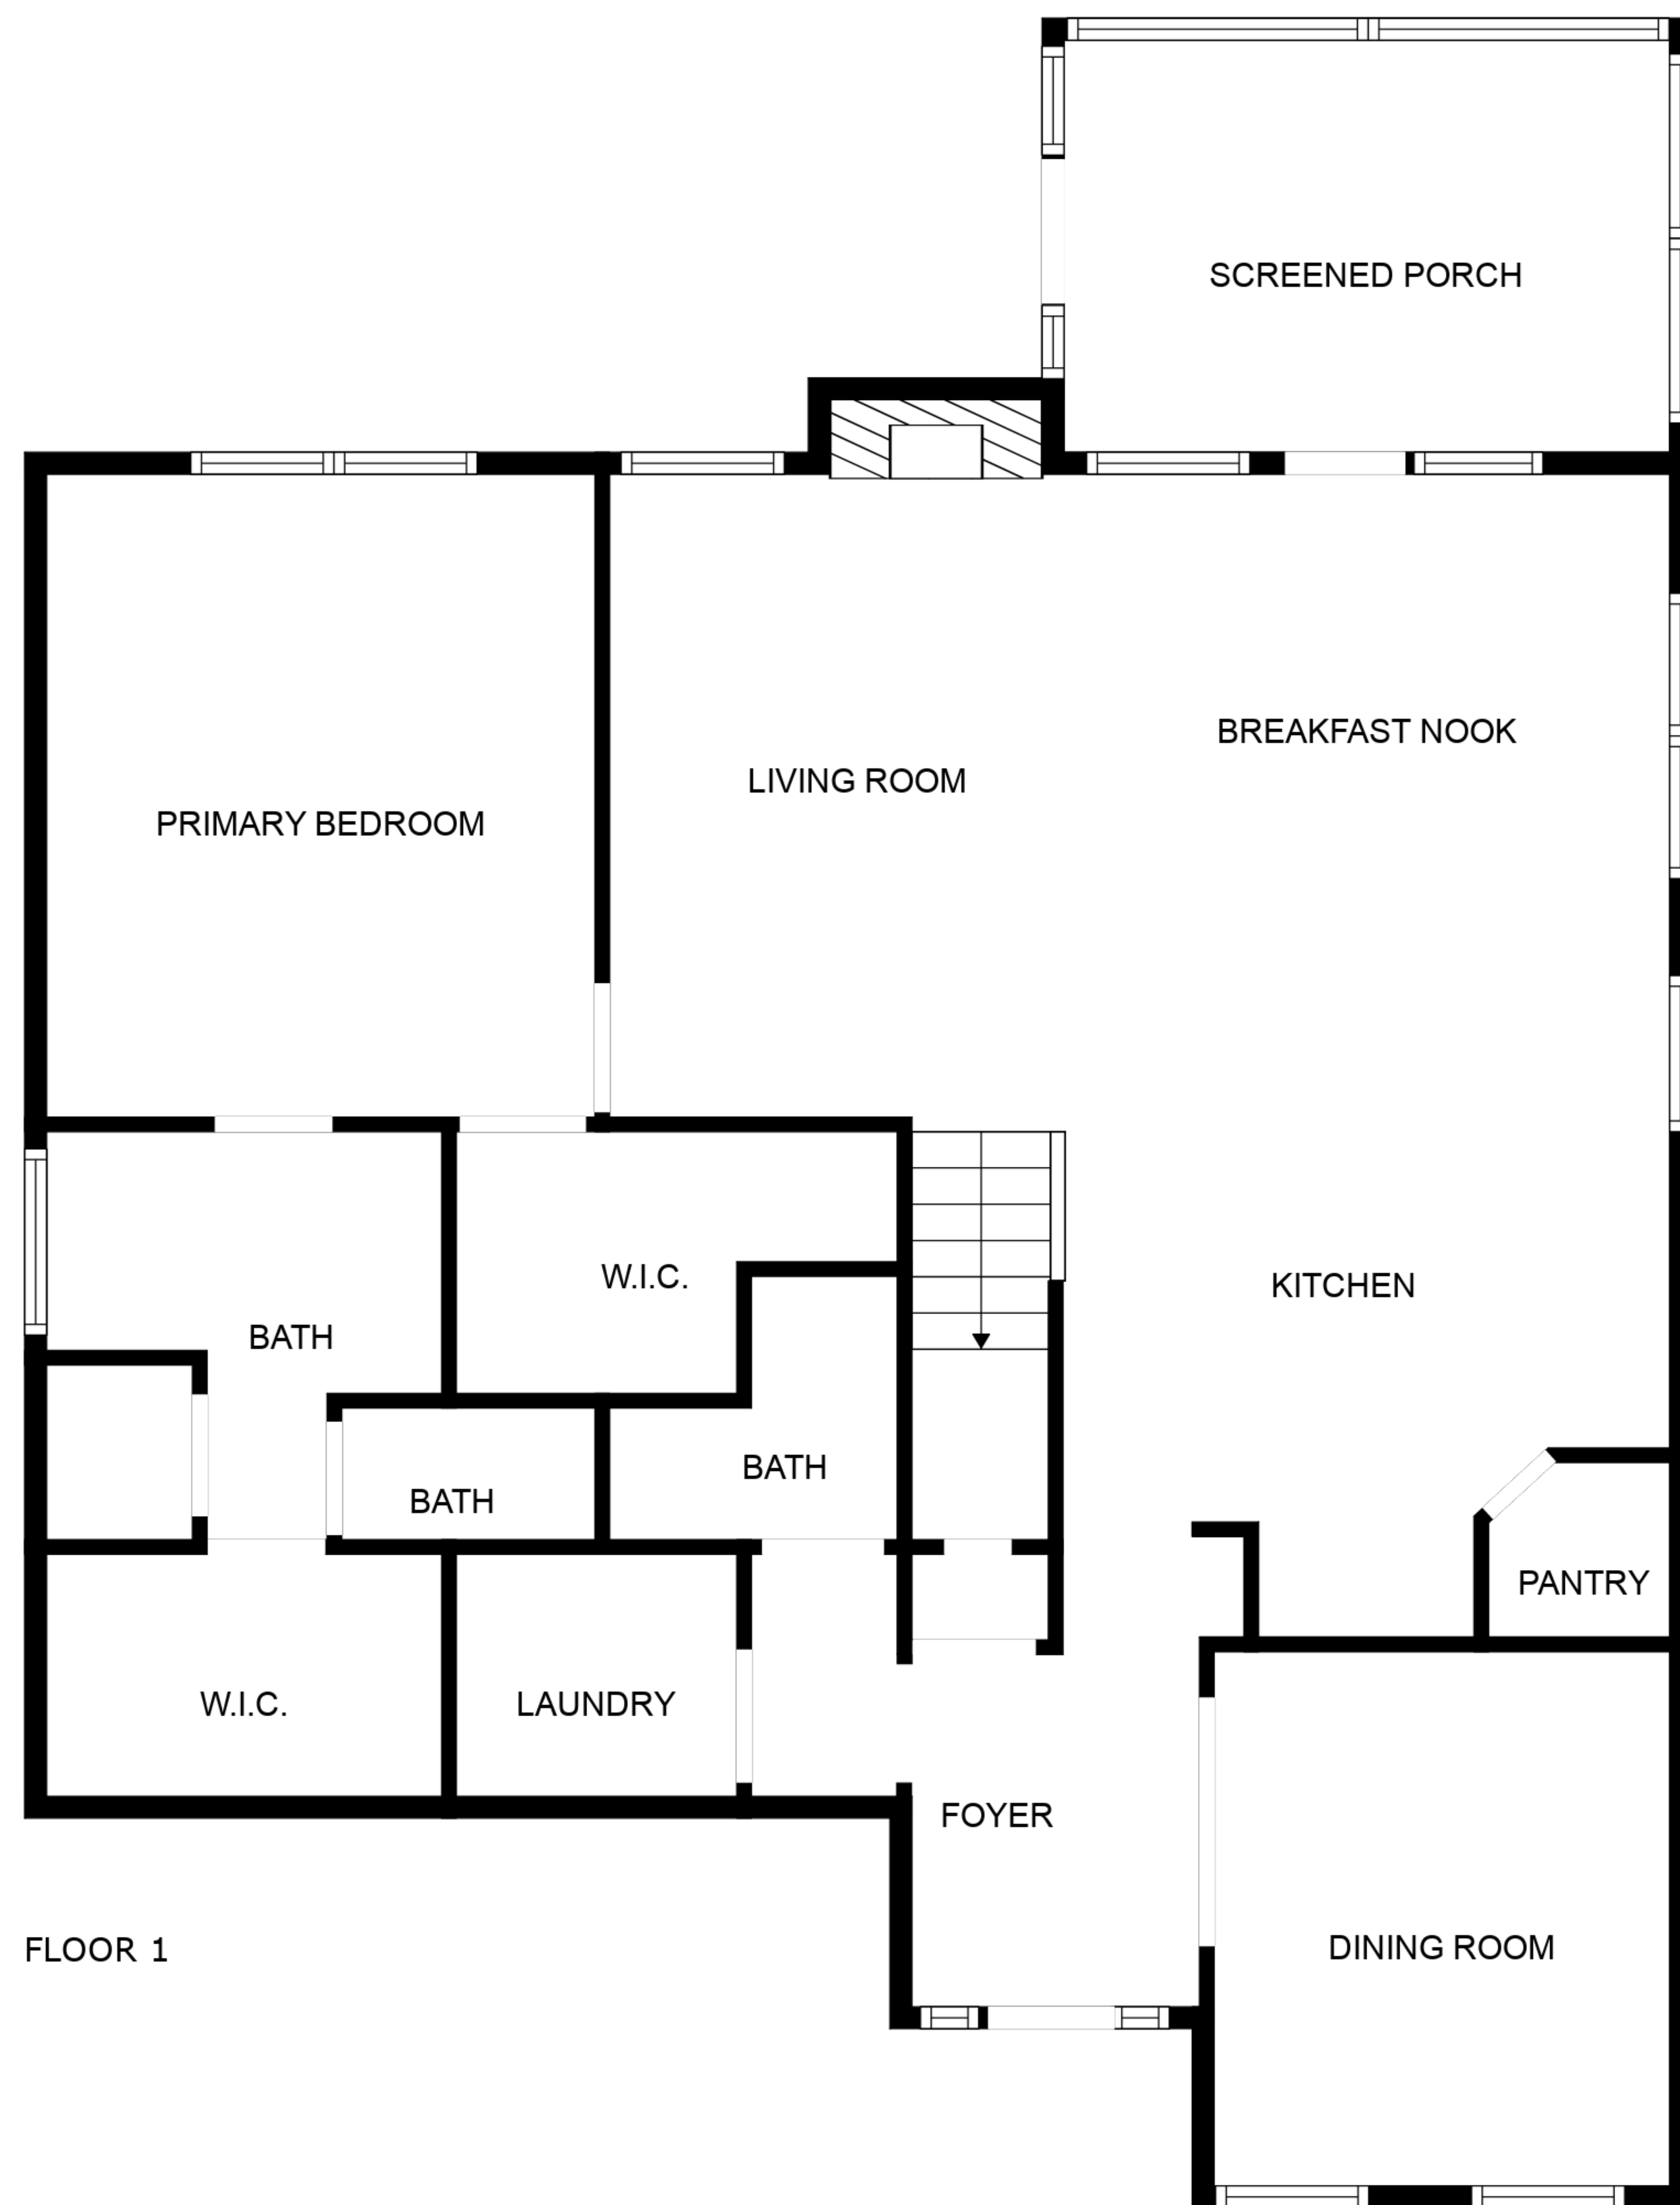 SCREENED PORCH
BREAKFAST NOOK
LIVING ROOM
PRIMARY BEDROOM
W.I.C.
KITCHEN
BATH
BATH
BATH
PANTRY
W.I.C.
LAUNDRY
FOYER
DINING ROOM
FLOOR 1